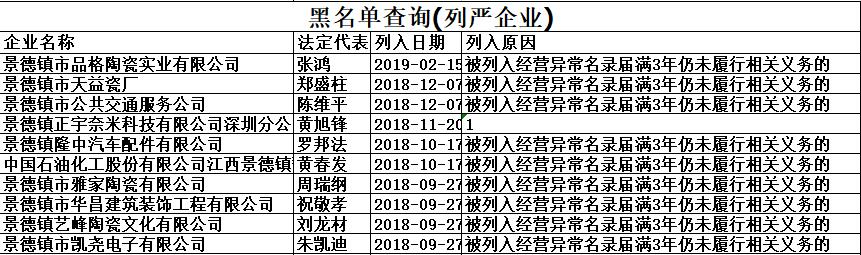 黑名单查询(列严企业)
企业名称 法定代表 列入日期 列入原因
景德镇市品格陶瓷实业有限公司 张鸿 2019-02-15 被列入经营异常名录届满3年仍未履行相关义务的
景德镇市天益瓷厂 郑盛柱 2018-12-07 被列入经营异常名录届满3年仍未履行相关义务的
景德镇市公共交通服务公司 陈维平 2018-12-07 被列入经营异常名录届满3年仍未履行相关义务的
景德镇正宇奈米科技有限公司深圳分公 黄旭锋 2018-11-20 1
景德镇隆中汽车配件有限公司 罗邦法 2018-10-17 被列入经营异常名录届满3年仍未履行相关义务的
中国石油化工股份有限公司江西景德镇 黄春发 2018-10-17 被列入经营异常名录届满3年仍未履行相关义务的
景德镇市雅家陶瓷有限公司 周瑞纲 2018-09-27 被列入经营异常名录届满3年仍未履行相关义务的
景德镇市华昌建筑装饰工程有限公司 祝敬孝 2018-09-27 被列入经营异常名录届满3年仍未履行相关义务的
景德镇艺峰陶瓷文化有限公司 刘龙材 2018-09-27 被列入经营异常名录届满3年仍未履行相关义务的
景德镇市凯尧电子有限公司 朱凯迪 2018-09-27 被列入经营异常名录届满3年仍未履行相关义务的